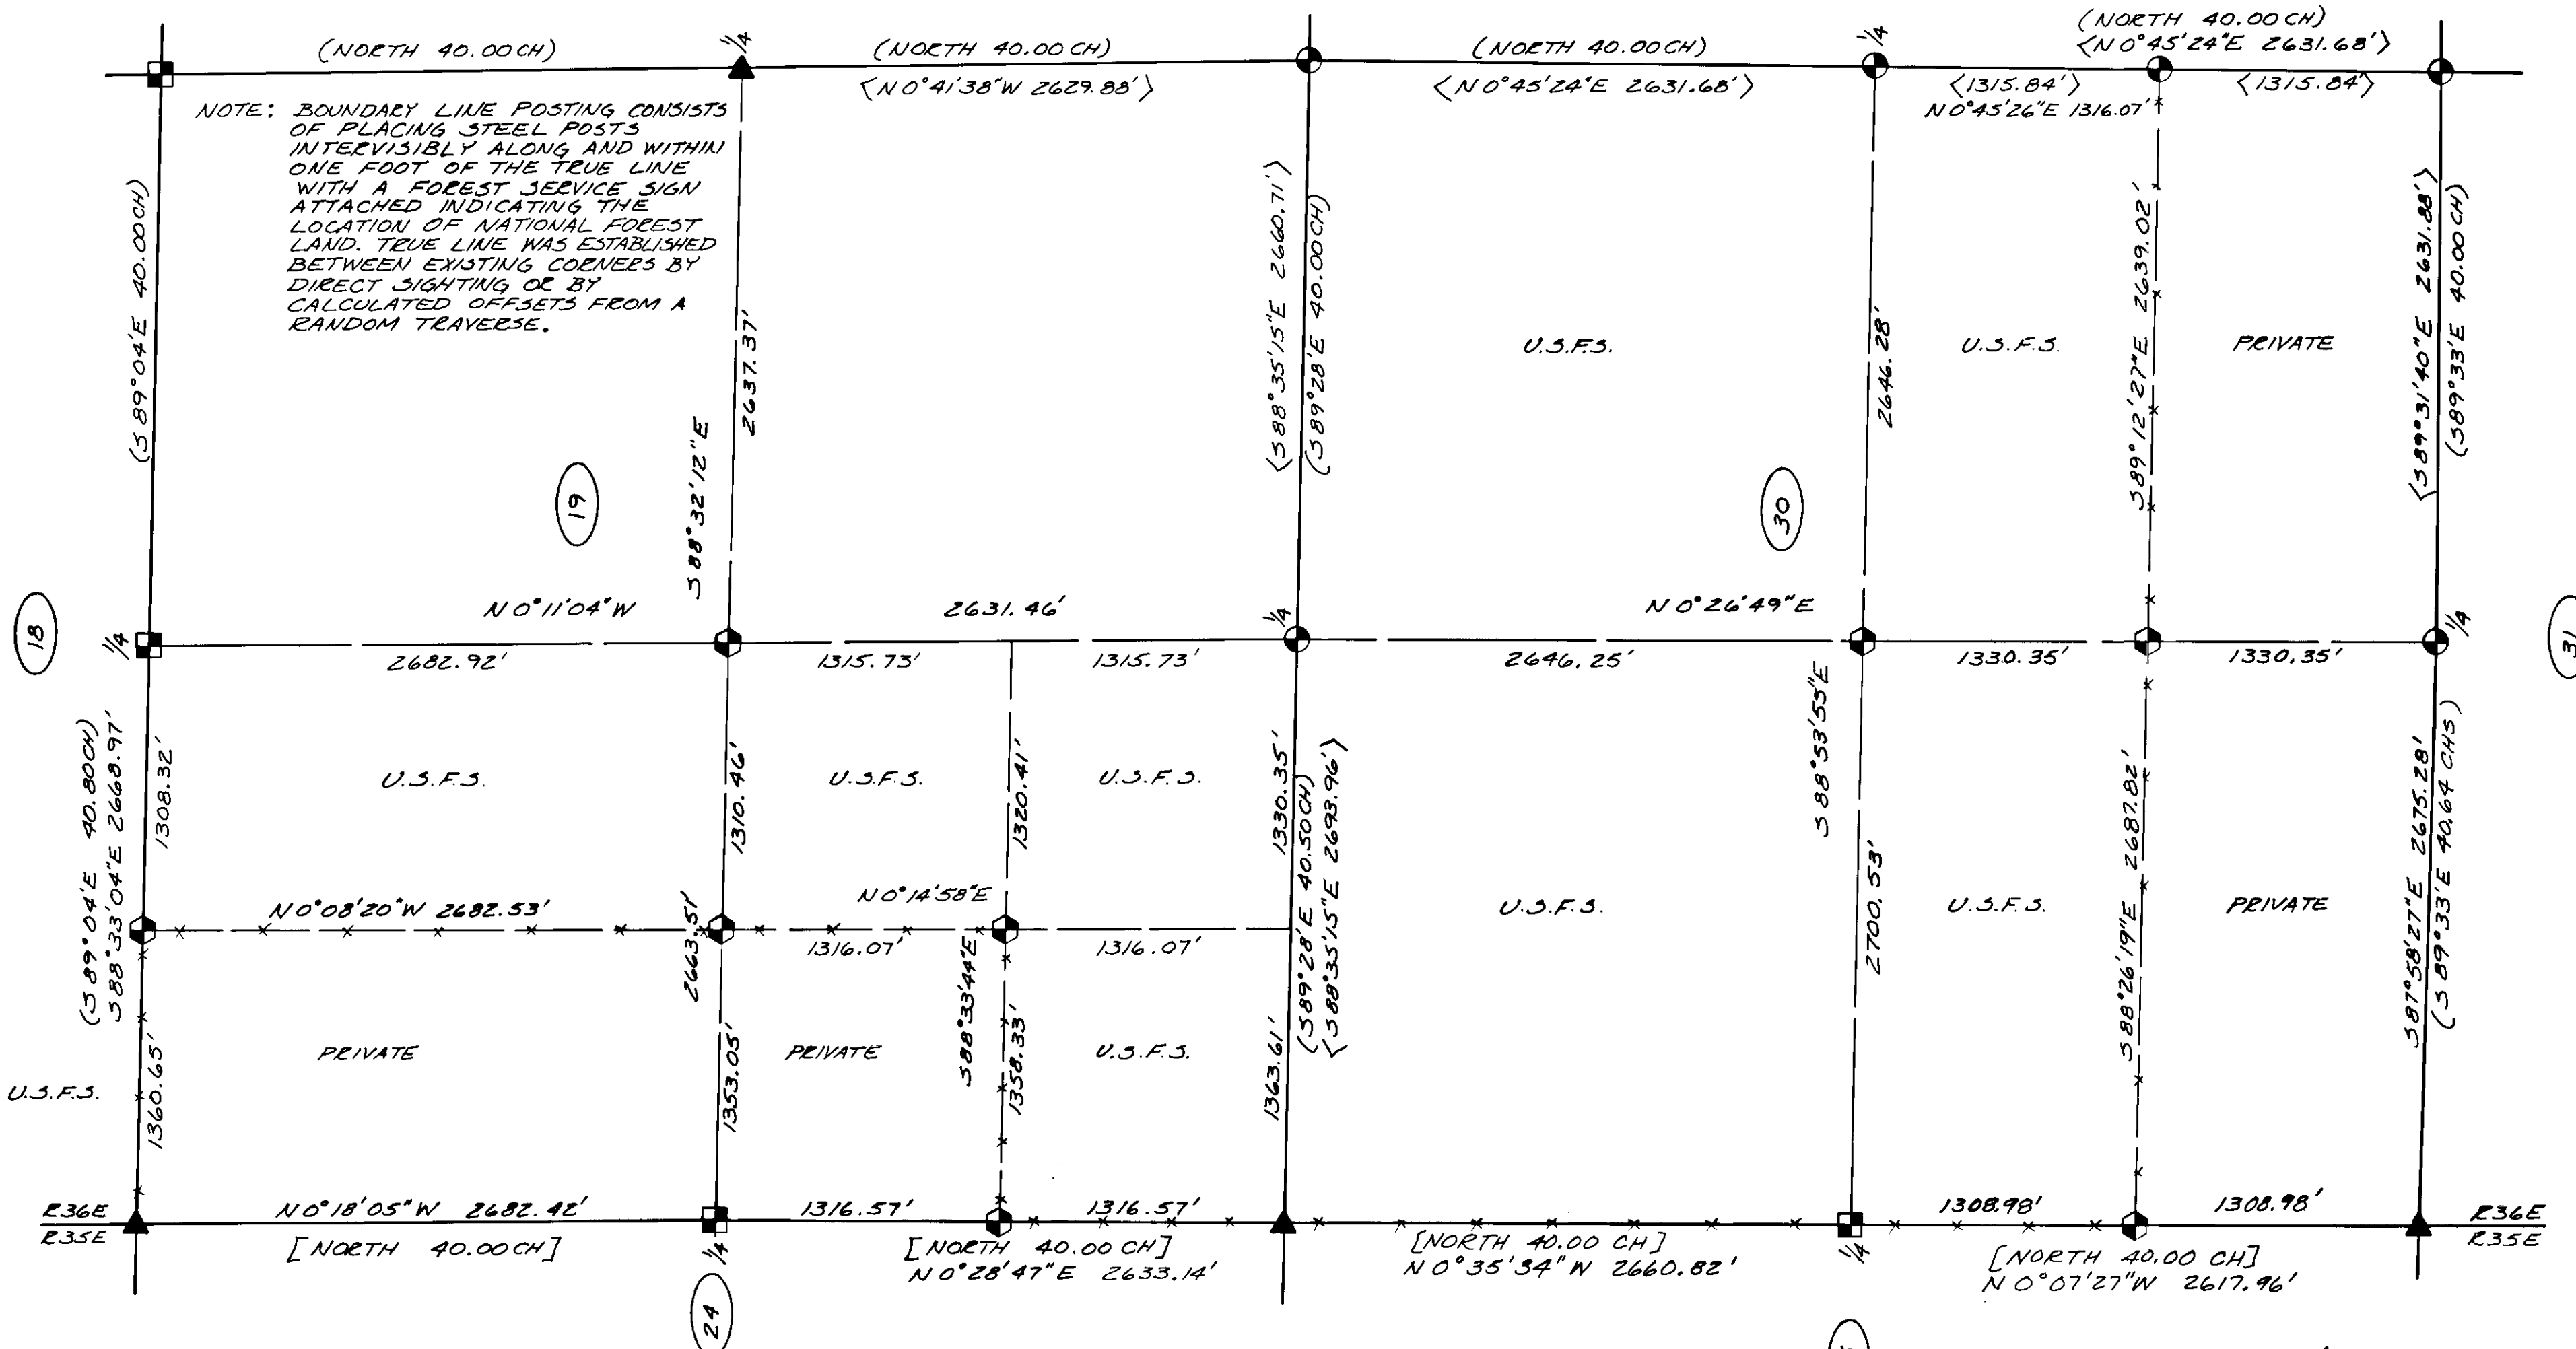 (NORTH 40.00 CH)
1/4
(NORTH 40.00 CH)
<N 0°41'38"W 2629.88'>
(NORTH 40.00 CH)
<N 0°45'24"E 2631.68'>
1/4
(NORTH 40.00 CH)
<N 0°45'24"E 2631.68'>
<1315.84'>
<1315.84'>
N 0°45'26"E 1316.07'
NOTE: BOUNDARY LINE POSTING CONSISTS
OF PLACING STEEL POSTS
INTERVISIBLY ALONG AND WITHIN
ONE FOOT OF THE TRUE LINE
WITH A FOREST SERVICE SIGN
ATTACHED INDICATING THE
LOCATION OF NATIONAL FOREST
LAND. TRUE LINE WAS ESTABLISHED
BETWEEN EXISTING CORNERS BY
DIRECT SIGHTING OR BY
CALCULATED OFFSETS FROM A
RANDOM TRAVERSE.
(S 89°04'E 40.00 CH)
2637.37'
S 88°32'12"E
<S 88°35'15"E 2660.71'>
(S 89°28'E 40.00 CH)
U.S.F.S.
2646.28'
U.S.F.S.
S 89°12'27"E 2639.02'
PRIVATE
<S 89°31'40"E 2631.88'>
(S 89°33'E 40.00 CH)
19
30
18
1/4
N 0°11'04"W
2631.46'
1/4
N 0°26'49"E
1/4
31
2682.92'
1315.73'
1315.73'
2646.25'
1330.35'
1330.35'
(S 89°04'E 40.80 CH)
S 88°33'04"E 2668.97'
1308.32'
U.S.F.S.
1310.46'
U.S.F.S.
1320.41'
U.S.F.S.
1330.35'
(S 89°28'E 40.50 CH)
<S 88°35'15"E 2693.96'>
S 88°53'55"E
2700.53'
S 88°26'19"E 2687.82'
S 87°58'27"E 2675.28'
(S 89°33'E 40.64 CHS)
U.S.F.S.
U.S.F.S.
PRIVATE
N 0°08'20"W 2682.53'
2663.51'
N 0°14'58"E
1316.07'
1316.07'
S 88°33'44"E
U.S.F.S.
1360.65'
PRIVATE
1353.05'
PRIVATE
1358.33'
U.S.F.S.
1363.61'
R36E
R35E
N 0°18'05"W 2682.42'
[NORTH 40.00 CH]
1/4
24
1316.57'
1316.57'
[NORTH 40.00 CH]
N 0°28'47"E 2633.14'
[NORTH 40.00 CH]
N 0°35'34"W 2660.82'
1/4
1308.98'
1308.98'
[NORTH 40.00 CH]
N 0°07'27"W 2617.96'
R36E
R35E